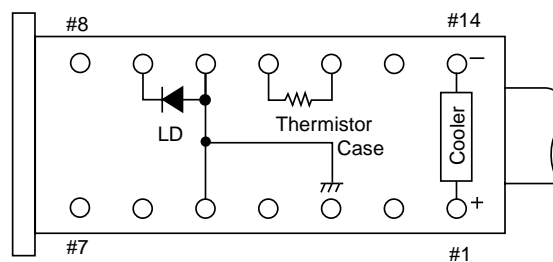 #8
#14
−
LD
Thermistor
Case
Cooler
+
#7
#1